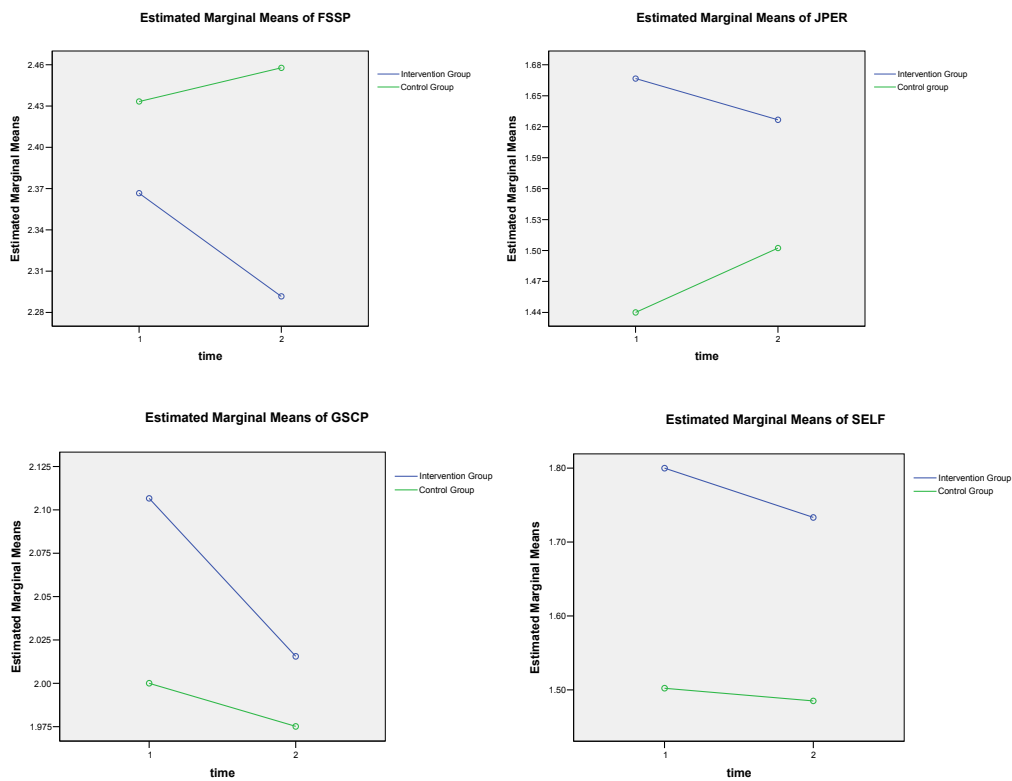 Estimated Marginal Means of FSSP
Estimated Marginal Means
2.46
2.43
2.40
2.37
2.34
2.31
2.28
1
2
time
Intervention Group
Control Group
Estimated Marginal Means of JPER
Estimated Marginal Means
1.68
1.65
1.62
1.59
1.56
1.53
1.50
1.47
1.44
1
2
time
Intervention Group
Control group
Estimated Marginal Means of GSCP
Estimated Marginal Means
2.125
2.10
2.075
2.05
2.025
2.00
1.975
1
2
time
Intervention Group
Control Group
Estimated Marginal Means of SELF
Estimated Marginal Means
1.80
1.70
1.60
1.50
1
2
time
Intervention Group
Control Group